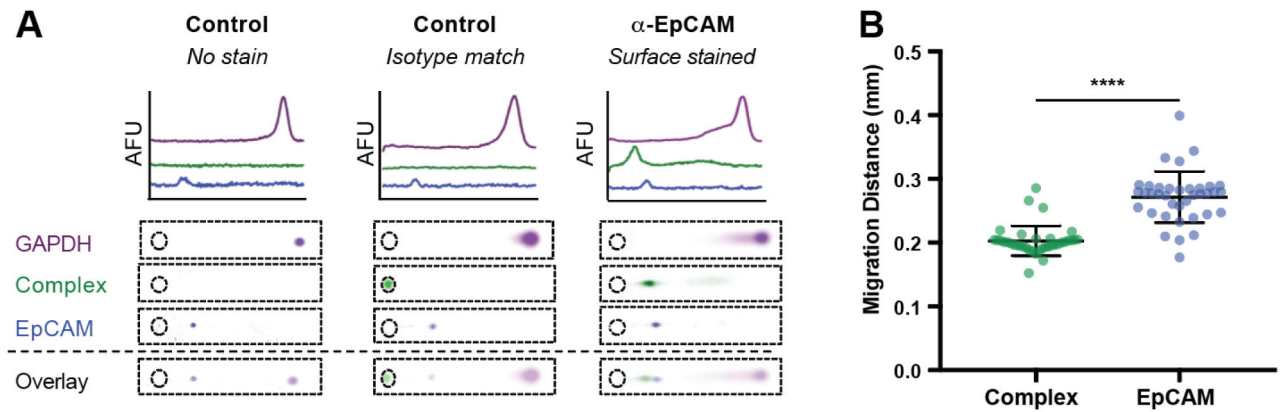 A
Control
No stain
Control
Isotype match
α-EpCAM
Surface stained
AFU
AFU
AFU
GAPDH
Complex
EpCAM
Overlay
B
Migration Distance (mm)
0.5
0.4
0.3
0.2
0.1
0.0
****
Complex
EpCAM